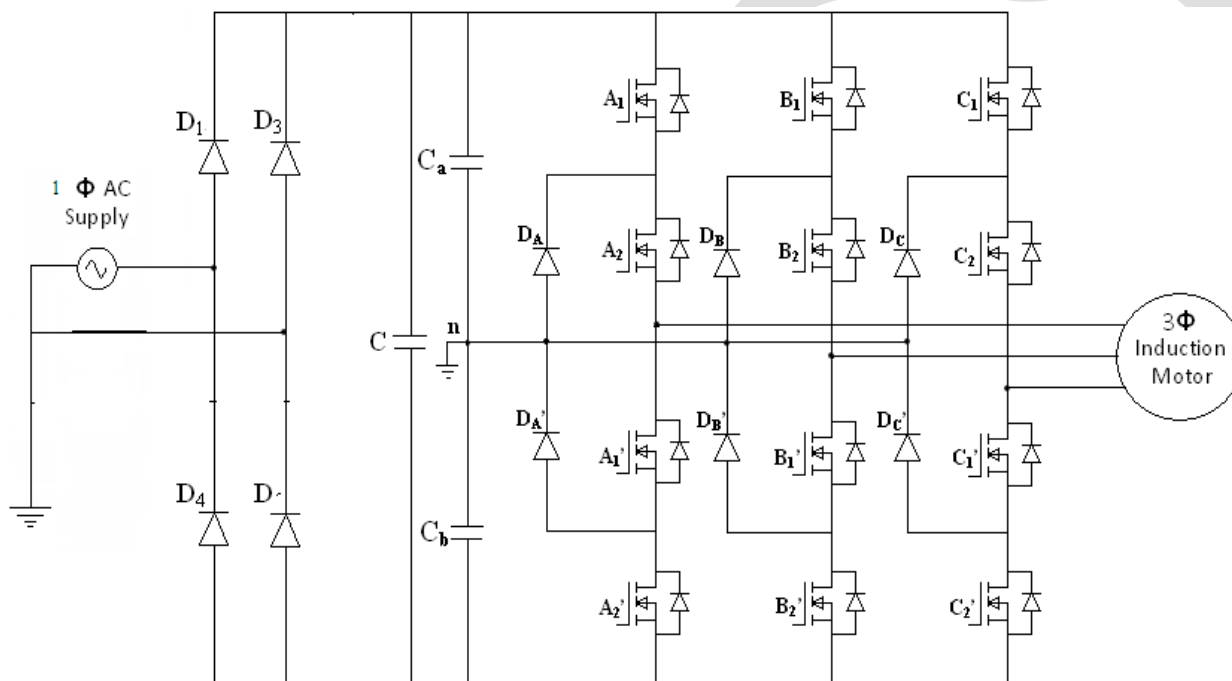 1 Φ AC
Supply
D1
D3
D4
D
C
Ca
Cb
n
DA
DA'
DB
DB'
DC
DC'
A1
A2
A1'
A2'
B1
B2
B1'
B2'
C1
C2
C1'
C2'
3Φ
Induction
Motor